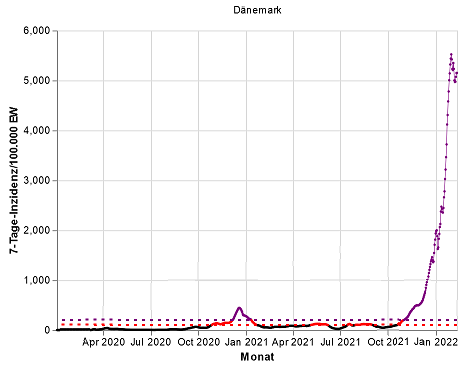 Dänemark
7-Tage-Inzidenz/100.000 EW
6,000
5,000
4,000
3,000
2,000
1,000
0
Apr 2020 Jul 2020 Oct 2020 Jan 2021 Apr 2021 Jul 2021 Oct 2021 Jan 2022
Monat